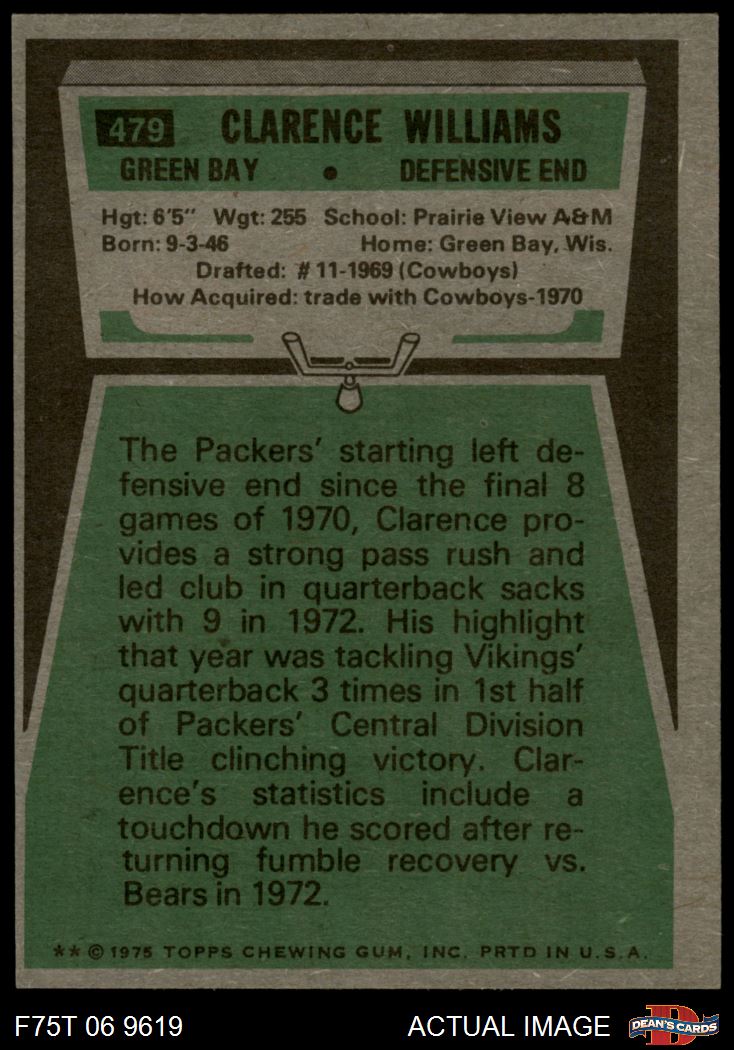 479 CLARENCE WILLIAMS
GREEN BAY • DEFENSIVE END
Hgt: 6'5" Wgt: 255 School: Prairie View A&M
Born: 9-3-46 Home: Green Bay, Wis.
Drafted: #11-1969 (Cowboys)
How Acquired: trade with Cowboys-1970
The Packers' starting left de-
fensive end since the final 8
games of 1970, Clarence pro-
vides a strong pass rush and
led club in quarterback sacks
with 9 in 1972. His highlight
that year was tackling Vikings'
quarterback 3 times in 1st half
of Packers' Central Division
Title clinching victory. Clar-
ence's statistics include a
touchdown he scored after re-
turning fumble recovery vs.
Bears in 1972.
** © 1975 TOPPS CHEWING GUM, INC. PRTD IN U.S.A.
F75T 06 9619 ACTUAL IMAGE D DEAN'S CARDS